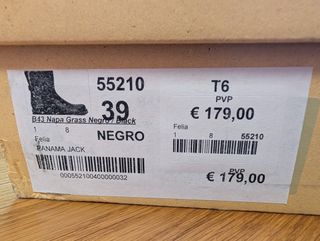 55210
39
B43 Napa Grass Negro / Black
1 8
Felia NEGRO
PANAMA JACK
000552100400000032
T6
PVP
€ 179,00
Felia
1 8 55210
PVP
€ 179,00